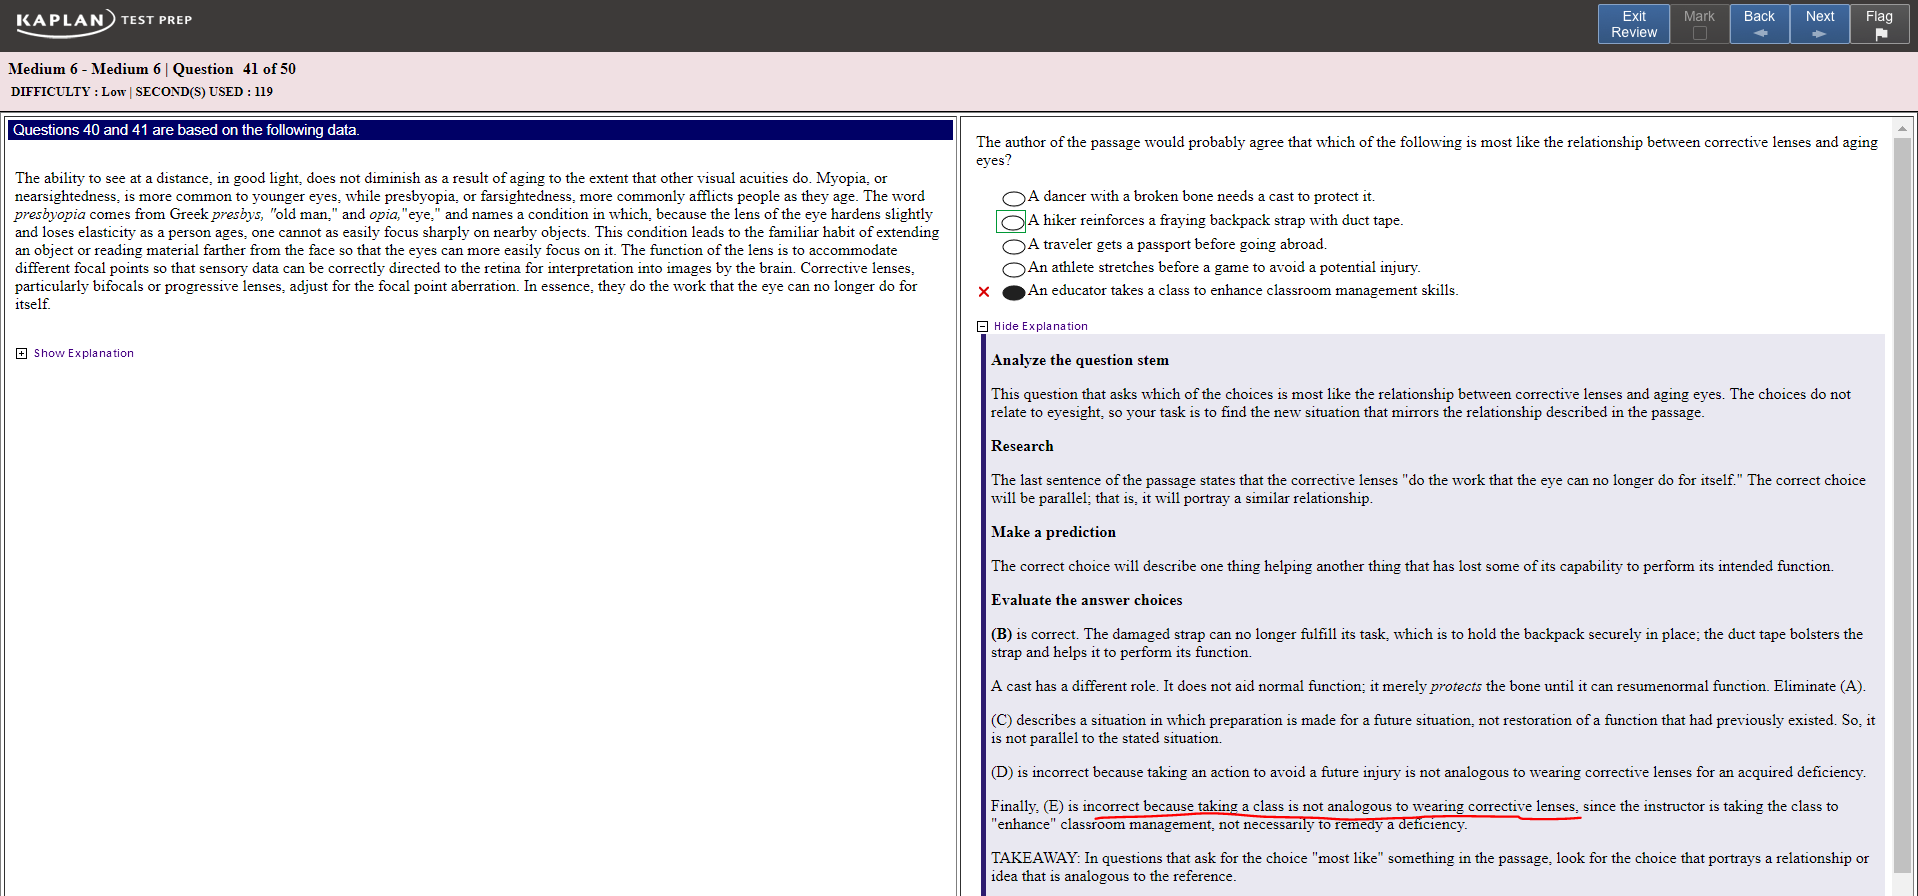 KAPLAN TEST PREP
Exit Review
Mark
Back
Next
Flag
Medium 6 - Medium 6 | Question 41 of 50
DIFFICULTY : Low | SECOND(S) USED : 119
Questions 40 and 41 are based on the following data.
The ability to see at a distance, in good light, does not diminish as a result of aging to the extent that other visual acuities do. Myopia, or
nearsightedness, is more common to younger eyes, while presbyopia, or farsightedness, more commonly afflicts people as they age. The word
presbyopia comes from Greek presbys, "old man," and opia,"eye," and names a condition in which, because the lens of the eye hardens slightly
and loses elasticity as a person ages, one cannot as easily focus sharply on nearby objects. This condition leads to the familiar habit of extending
an object or reading material farther from the face so that the eyes can more easily focus on it. The function of the lens is to accommodate
different focal points so that sensory data can be correctly directed to the retina for interpretation into images by the brain. Corrective lenses,
particularly bifocals or progressive lenses, adjust for the focal point aberration. In essence, they do the work that the eye can no longer do for
itself.
Show Explanation
The author of the passage would probably agree that which of the following is most like the relationship between corrective lenses and aging
eyes?
A dancer with a broken bone needs a cast to protect it.
A hiker reinforces a fraying backpack strap with duct tape.
A traveler gets a passport before going abroad.
An athlete stretches before a game to avoid a potential injury.
An educator takes a class to enhance classroom management skills.
Hide Explanation
Analyze the question stem
This question that asks which of the choices is most like the relationship between corrective lenses and aging eyes. The choices do not
relate to eyesight, so your task is to find the new situation that mirrors the relationship described in the passage.
Research
The last sentence of the passage states that the corrective lenses "do the work that the eye can no longer do for itself." The correct choice
will be parallel; that is, it will portray a similar relationship.
Make a prediction
The correct choice will describe one thing helping another thing that has lost some of its capability to perform its intended function.
Evaluate the answer choices
(B) is correct. The damaged strap can no longer fulfill its task, which is to hold the backpack securely in place; the duct tape bolsters the
strap and helps it to perform its function.
A cast has a different role. It does not aid normal function; it merely protects the bone until it can resumenormal function. Eliminate (A).
(C) describes a situation in which preparation is made for a future situation, not restoration of a function that had previously existed. So, it
is not parallel to the stated situation.
(D) is incorrect because taking an action to avoid a future injury is not analogous to wearing corrective lenses for an acquired deficiency.
Finally, (E) is incorrect because taking a class is not analogous to wearing corrective lenses, since the instructor is taking the class to
"enhance" classroom management, not necessarily to remedy a deficiency.
TAKEAWAY: In questions that ask for the choice "most like" something in the passage, look for the choice that portrays a relationship or
idea that is analogous to the reference.